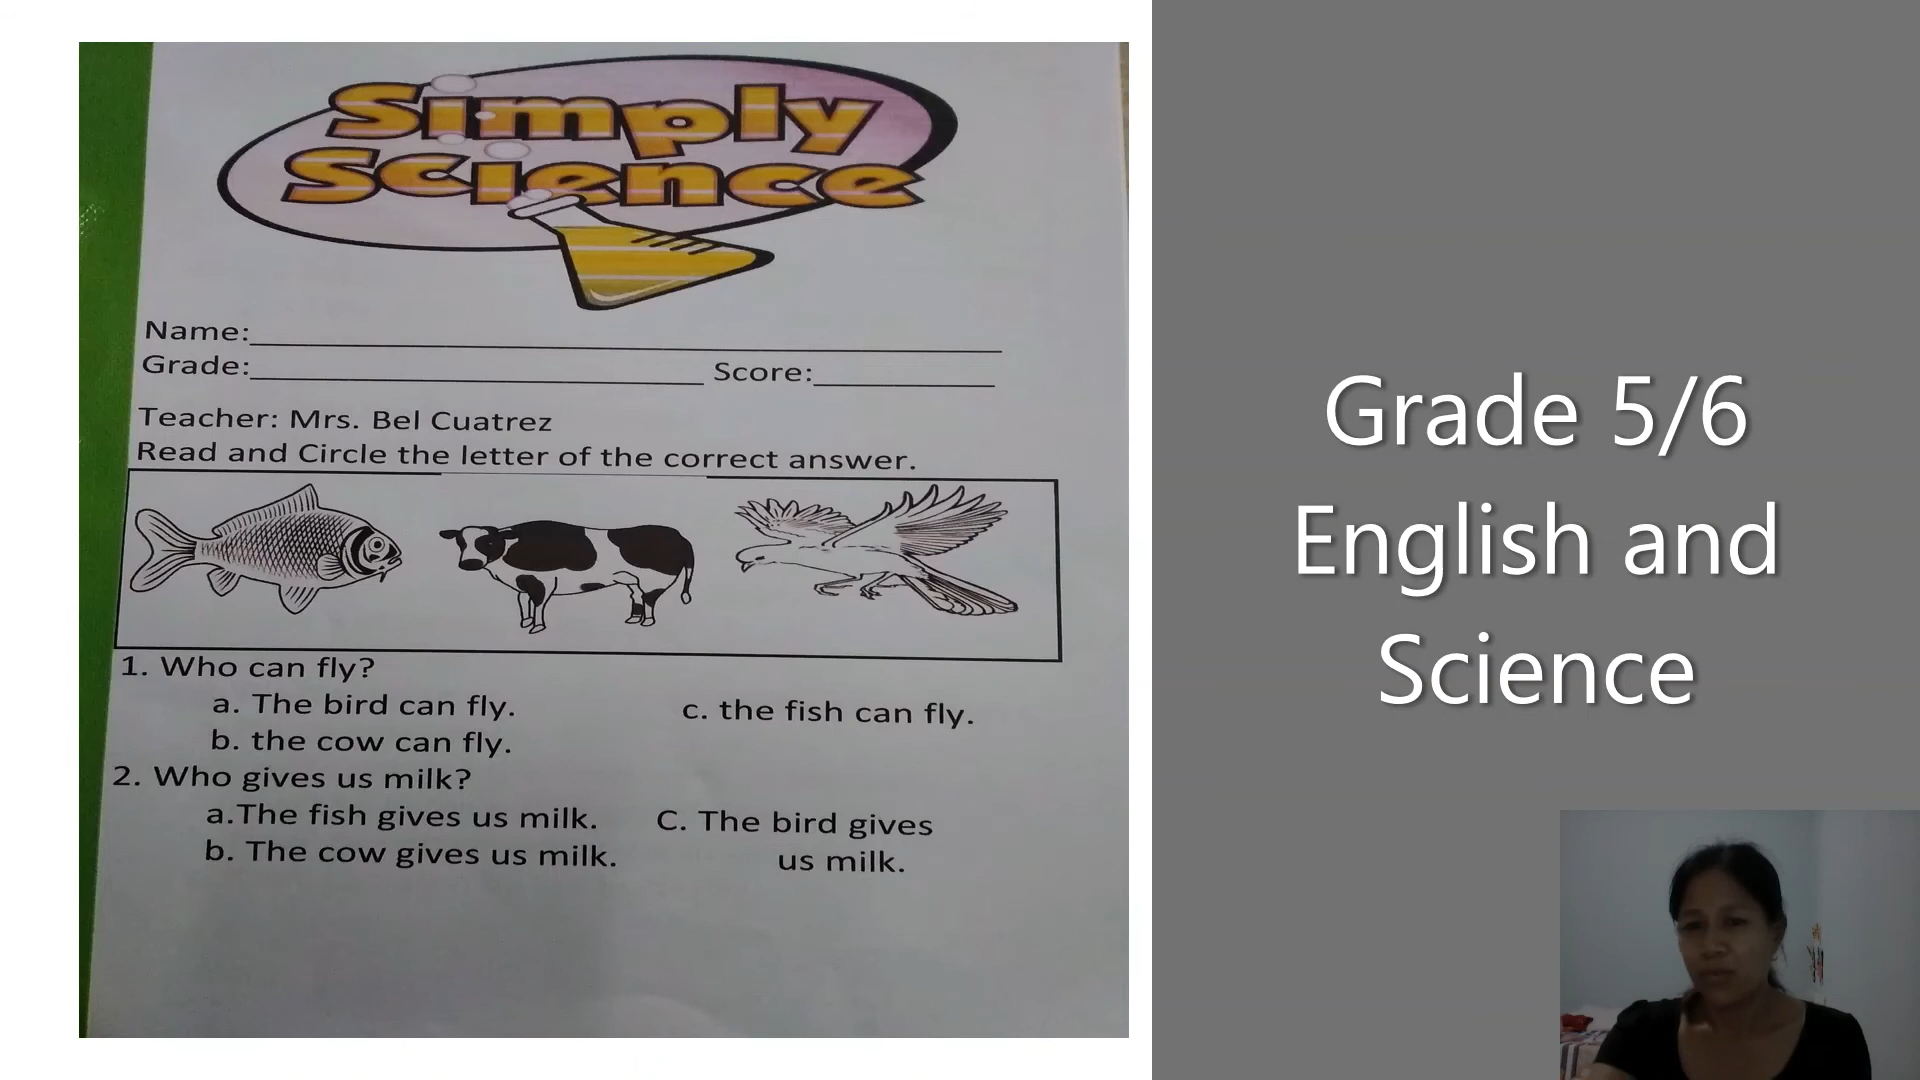 Simply
Science
Name:
Grade: Score:
Teacher: Mrs. Bel Cuatrez
Read and Circle the letter of the correct answer.
1. Who can fly?
a. The bird can fly. c. the fish can fly.
b. the cow can fly.
2. Who gives us milk?
a.The fish gives us milk. C. The bird gives
b. The cow gives us milk. us milk.
Grade 5/6
English and
Science